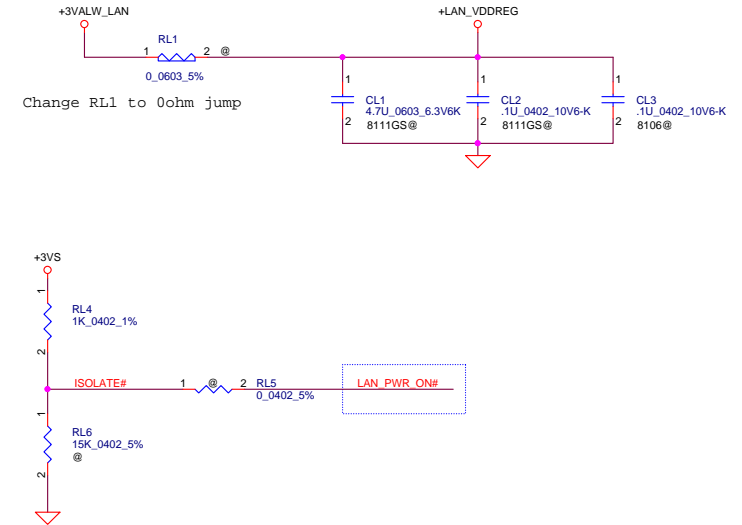 +3VALW_LAN
+LAN_VDDREG
RL1
1 2 @
0_0603_5%
Change RL1 to 0ohm jump
1
CL1
4.7U_0603_6.3V6K
8111GS@
2
1
CL2
.1U_0402_10V6-K
8111GS@
2
1
CL3
.1U_0402_10V6-K
8106@
2
+3VS
1
RL4
1K_0402_1%
2
ISOLATE#
1 @ 2 RL5
0_0402_5%
LAN_PWR_ON#
1
RL6
15K_0402_5%
@
2